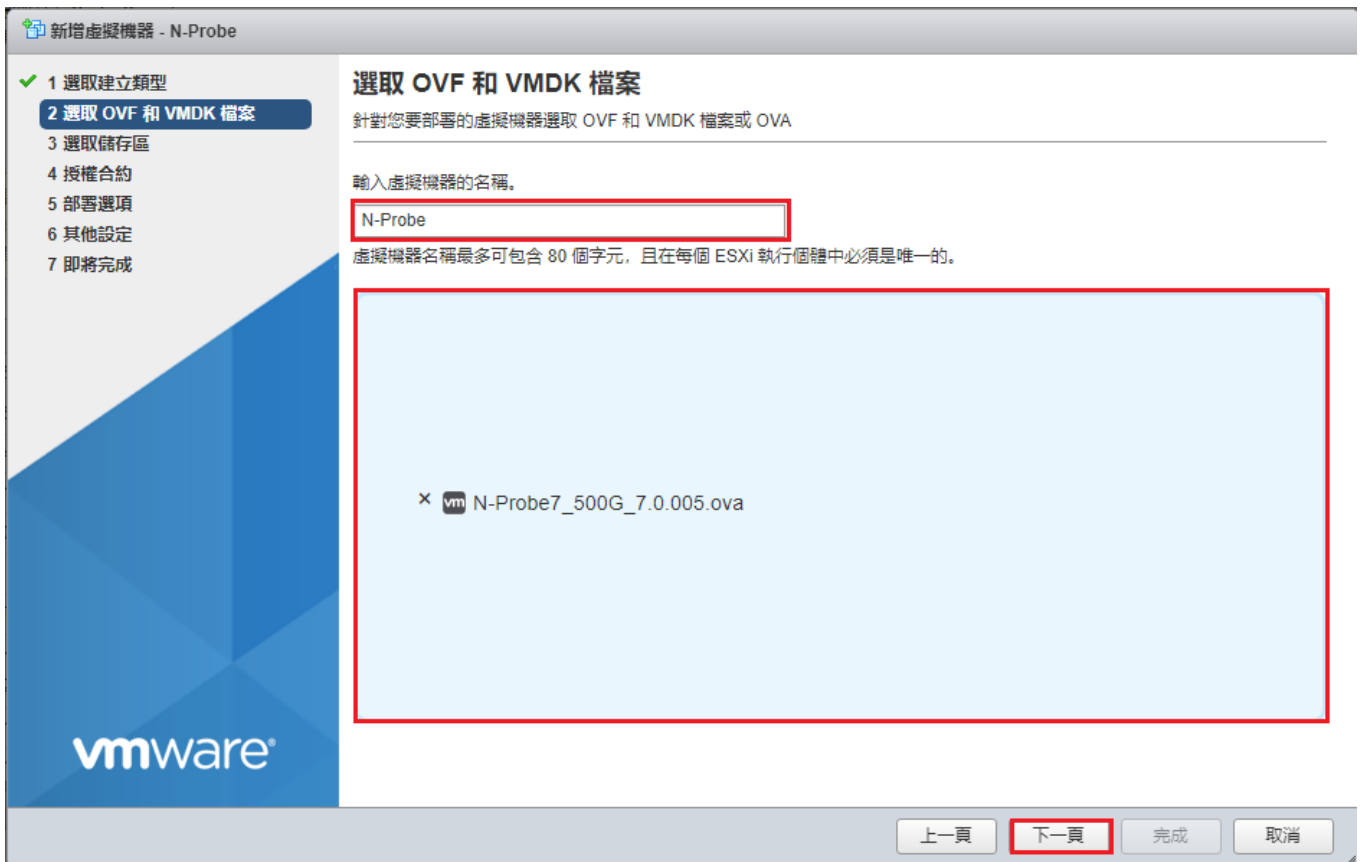 新增虛擬機器 - N-Probe
1 選取建立類型
2 選取 OVF 和 VMDK 檔案
3 選取儲存區
4 授權合約
5 部署選項
6 其他設定
7 即將完成
選取 OVF 和 VMDK 檔案
針對您要部署的虛擬機器選取 OVF 和 VMDK 檔案或 OVA
輸入虛擬機器的名稱。
N-Probe
虛擬機器名稱最多可包含 80 個字元，且在每個 ESXi 執行個體中必須是唯一的。
× vm N-Probe7_500G_7.0.005.ova
vmware®
上一頁 下一頁 完成 取消